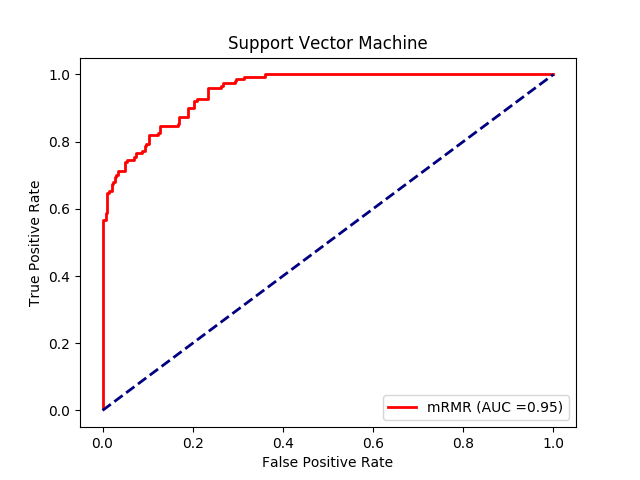 Support Vector Machine
True Positive Rate
1.0
0.8
0.6
0.4
0.2
0.0
mRMR (AUC =0.95)
0.0 0.2 0.4 0.6 0.8 1.0
False Positive Rate